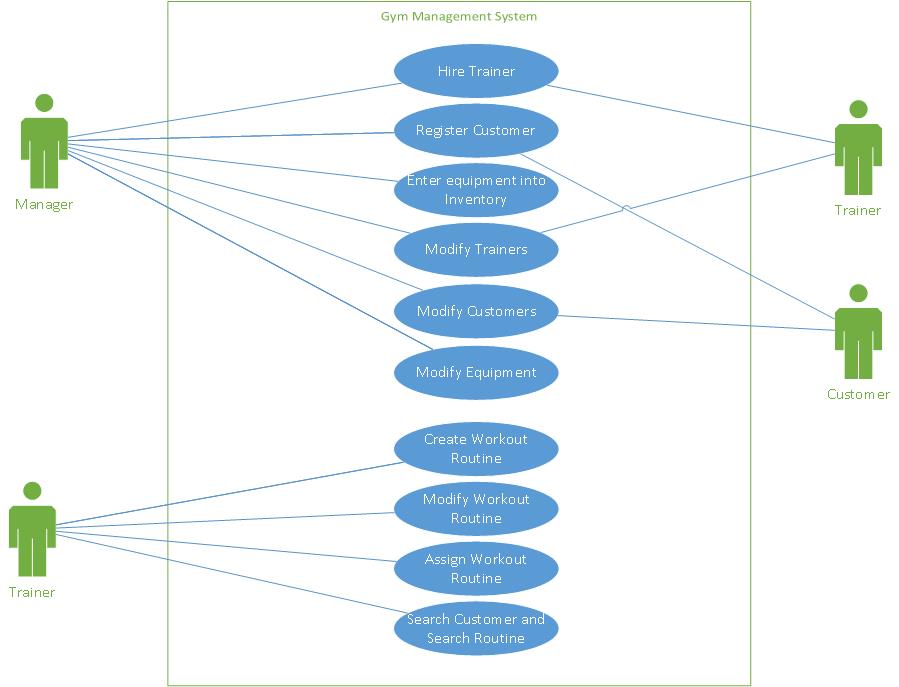 Gym Management System
Hire Trainer
Register Customer
Enter equipment into
Inventory
Modify Trainers
Modify Customers
Modify Equipment
Create Workout
Routine
Modify Workout
Routine
Assign Workout
Routine
Search Customer and
Search Routine
Manager
Trainer
Trainer
Customer